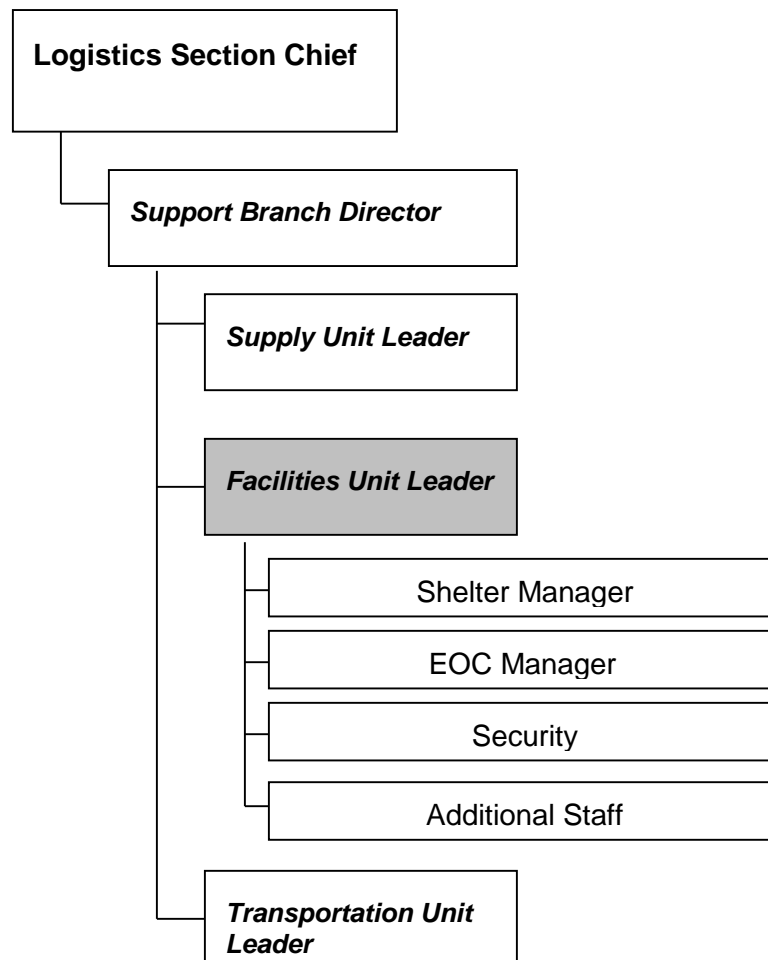 Logistics Section Chief
Support Branch Director
Supply Unit Leader
Facilities Unit Leader
Shelter Manager
EOC Manager
Security
Additional Staff
Transportation Unit
Leader